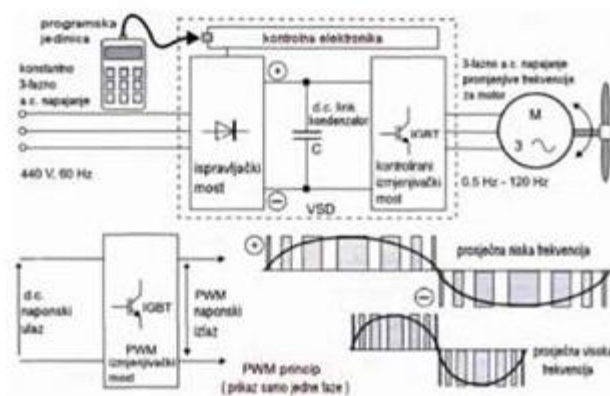 programska
jedinica
kontrolna elektronika
konstantno
3-fazno
a.c. napajanje
440 V, 60 Hz
ispravljački
most
+
d.c. link
kondenzator
C
−
VSD
IGBT
kontrolirani
izmjenjivački
most
3-fazno a.c. napajanje
promjenjive frekvencije
za motor
M
3 ~
0.5 Hz - 120 Hz
d.c.
naponski
ulaz
IGBT
PWM
izmjenjivački
most
PWM
naponski
izlaz
PWM princip
( prikaz samo jedne faze )
+
prosječna niska frekvencija
−
prosječna visoka
frekvencija